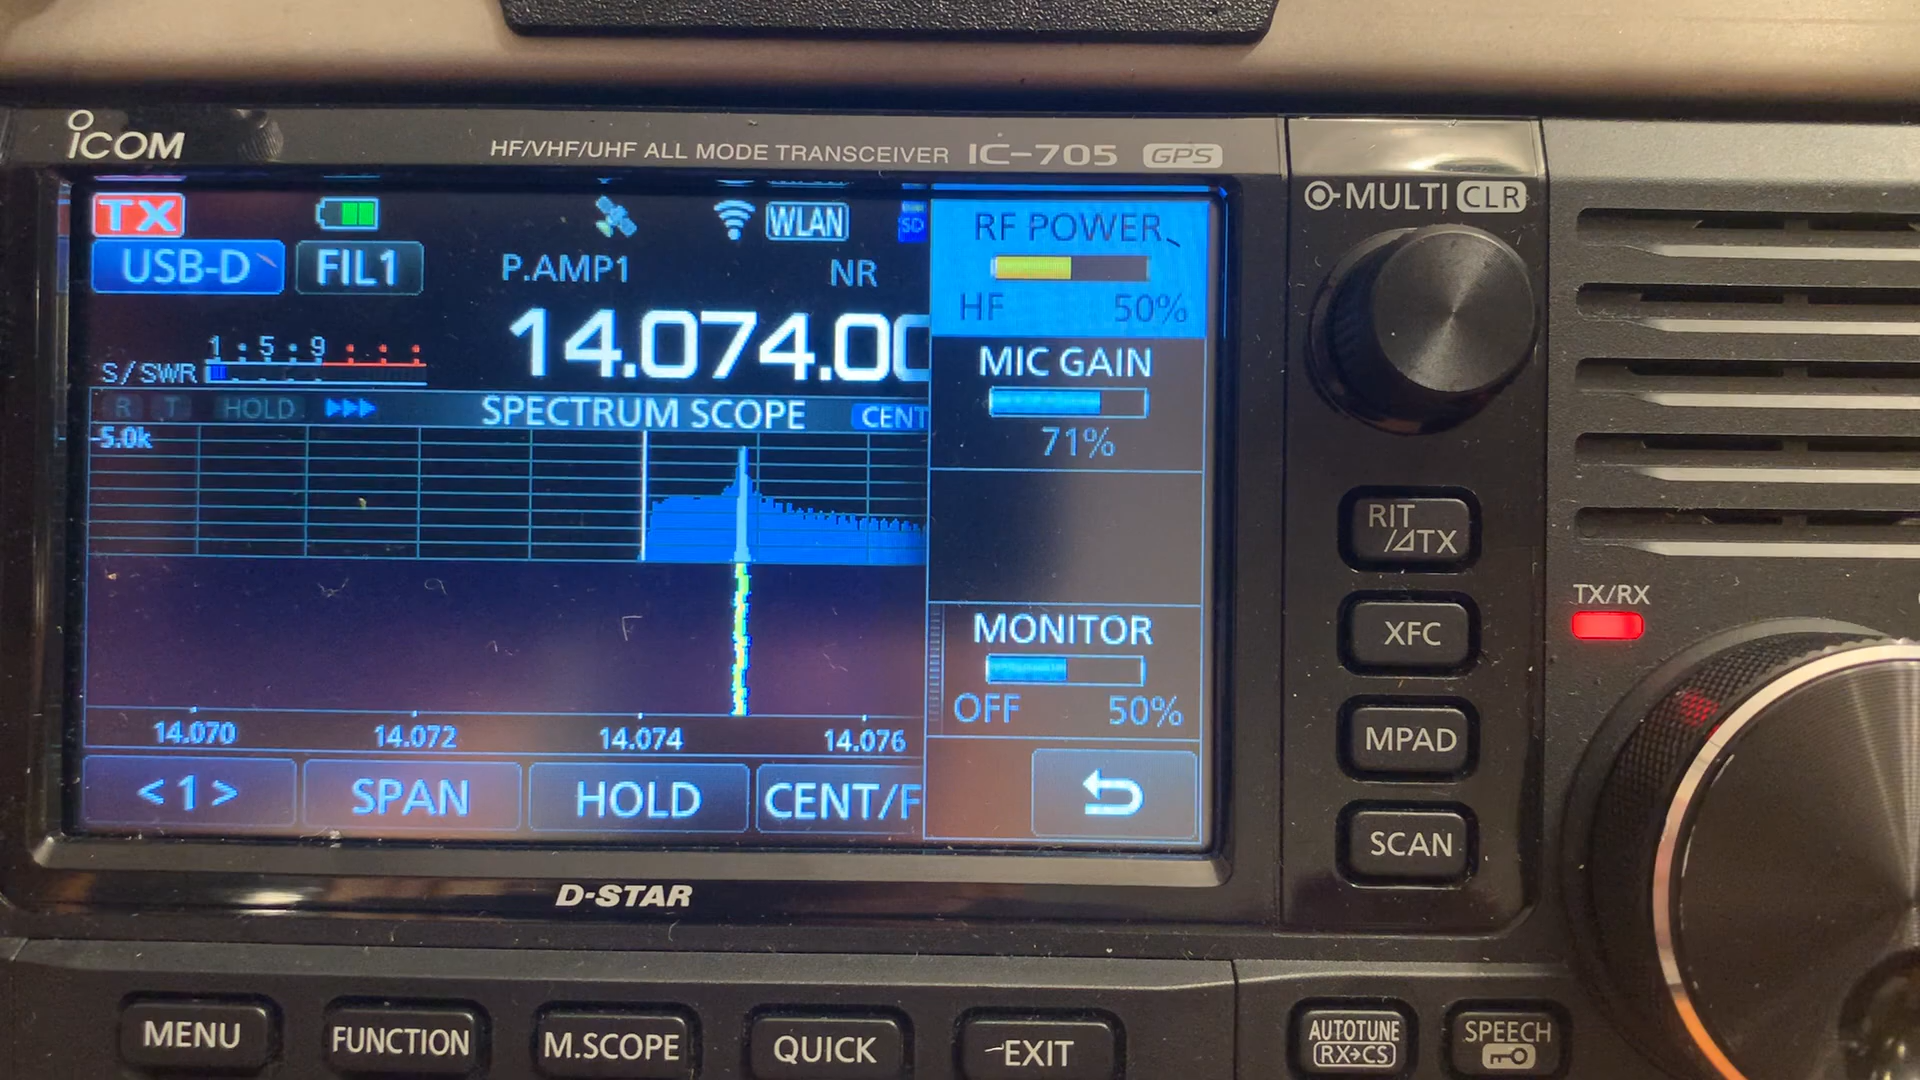 ICOM
HF/VHF/UHF ALL MODE TRANSCEIVER IC-705 GPS
TX
WLAN
SD
USB-D
FIL1
P.AMP1
NR
14.074.00
S/SWR
1 : 5 : 9
R T HOLD
SPECTRUM SCOPE
CENT
-5.0k
14.070
14.072
14.074
14.076
<1>
SPAN
HOLD
CENT/F
RF POWER
HF 50%
MIC GAIN
71%
MONITOR
OFF 50%
D-STAR
MULTI CLR
RIT
/⊿TX
XFC
MPAD
SCAN
TX/RX
MENU
FUNCTION
M.SCOPE
QUICK
EXIT
AUTOTUNE
RX→CS
SPEECH